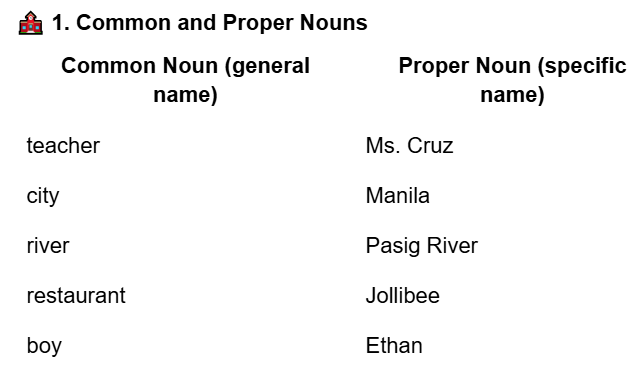 1. Common and Proper Nouns
Common Noun (general name) Proper Noun (specific name)
teacher Ms. Cruz
city Manila
river Pasig River
restaurant Jollibee
boy Ethan